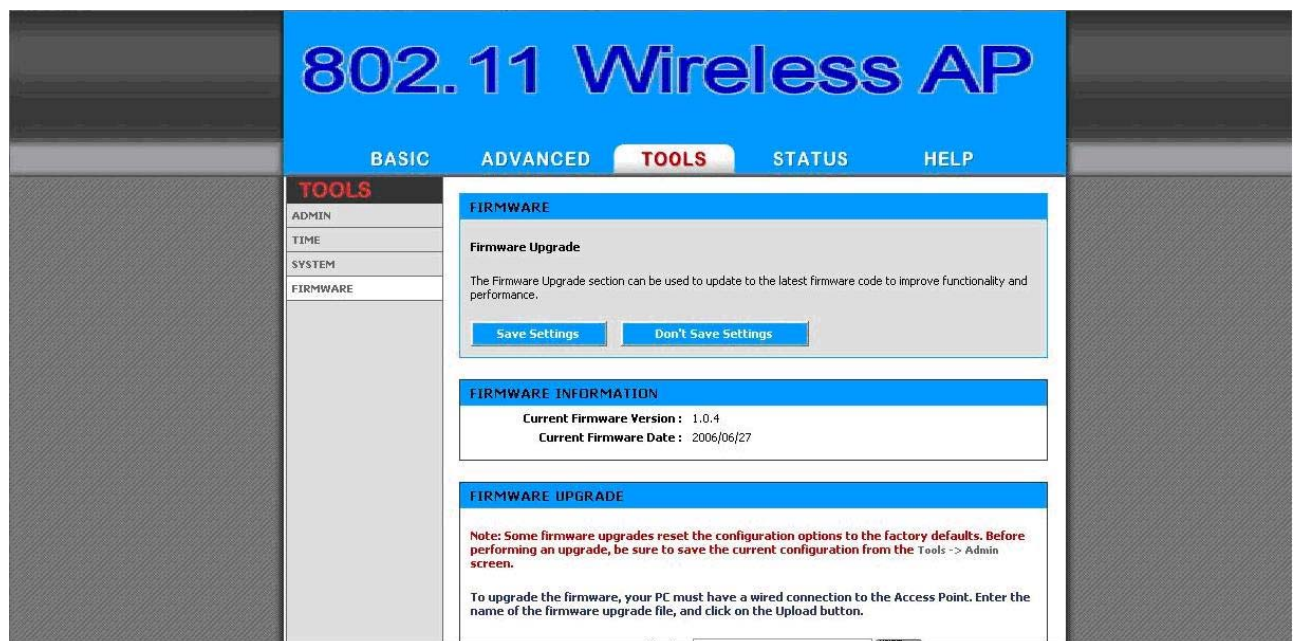 802.11 Wireless AP
BASIC ADVANCED TOOLS STATUS HELP
TOOLS
ADMIN
TIME
SYSTEM
FIRMWARE
FIRMWARE
Firmware Upgrade
The Firmware Upgrade section can be used to update to the latest firmware code to improve functionality and
performance.
Save Settings Don't Save Settings
FIRMWARE INFORMATION
Current Firmware Version : 1.0.4
Current Firmware Date : 2006/06/27
FIRMWARE UPGRADE
Note: Some firmware upgrades reset the configuration options to the factory defaults. Before
performing an upgrade, be sure to save the current configuration from the Tools -> Admin
screen.
To upgrade the firmware, your PC must have a wired connection to the Access Point. Enter the
name of the firmware upgrade file, and click on the Upload button.